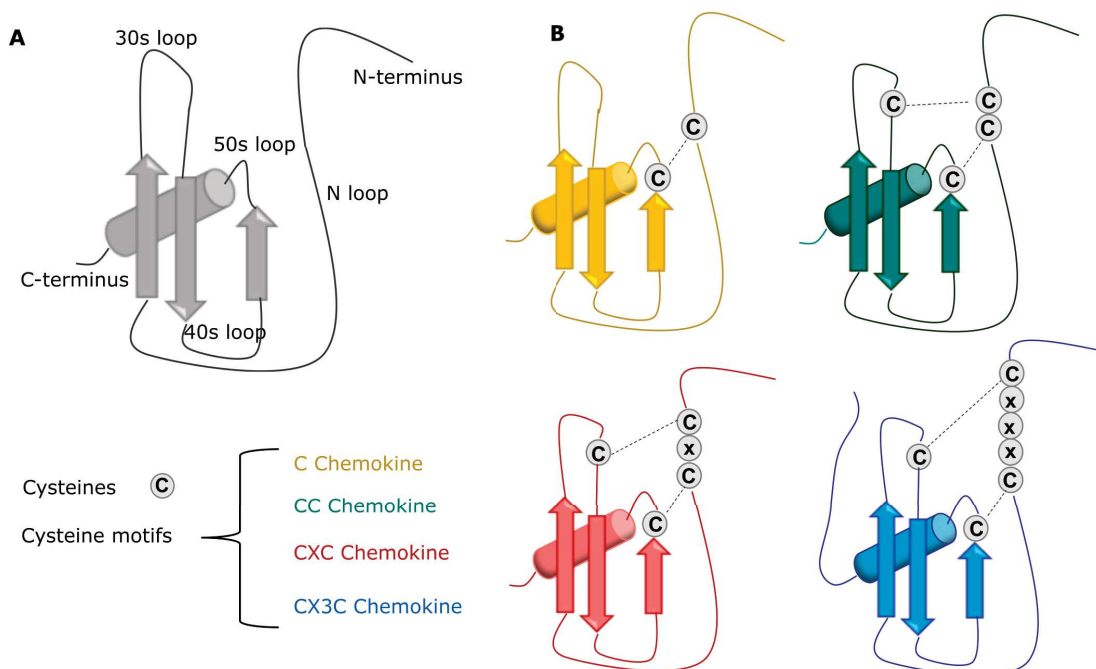 A
30s loop
N-terminus
50s loop
N loop
C-terminus
40s loop
B
C
C
C
C
C
C
Cysteines C
Cysteine motifs
C Chemokine
CC Chemokine
CXC Chemokine
CX3C Chemokine
C
x
C
C
C
C
x
x
x
C
C
C